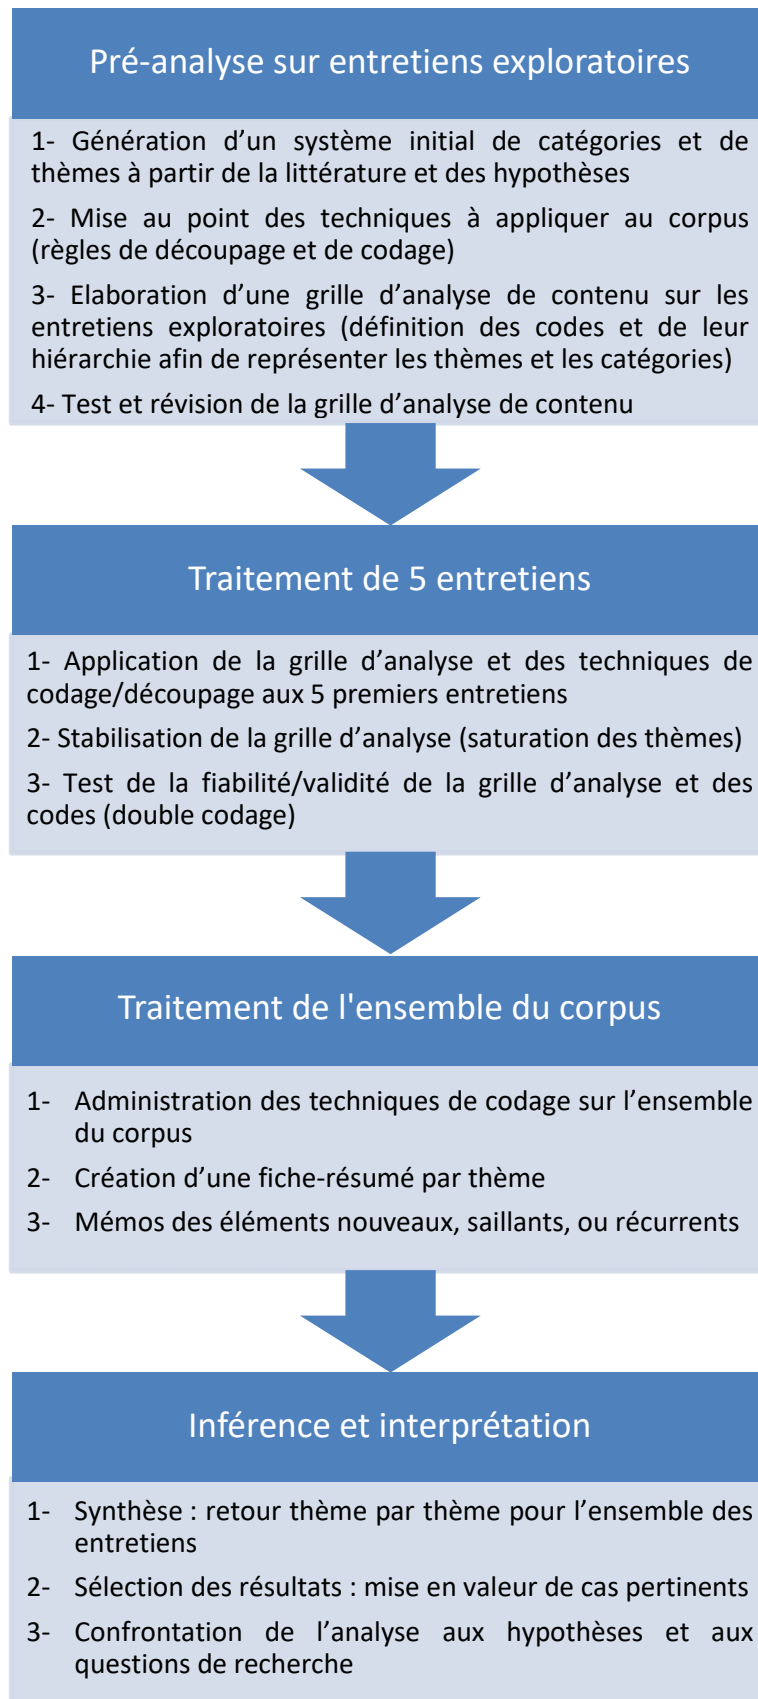 Pré-analyse sur entretiens exploratoires
1- Génération d’un système initial de catégories et de
thèmes à partir de la littérature et des hypothèses
2- Mise au point des techniques à appliquer au corpus
(règles de découpage et de codage)
3- Elaboration d’une grille d’analyse de contenu sur les
entretiens exploratoires (définition des codes et de leur
hiérarchie afin de représenter les thèmes et les catégories)
4- Test et révision de la grille d’analyse de contenu
Traitement de 5 entretiens
1- Application de la grille d’analyse et des techniques de
codage/découpage aux 5 premiers entretiens
2- Stabilisation de la grille d’analyse (saturation des thèmes)
3- Test de la fiabilité/validité de la grille d’analyse et des
codes (double codage)
Traitement de l'ensemble du corpus
1- Administration des techniques de codage sur l’ensemble
du corpus
2- Création d’une fiche-résumé par thème
3- Mémos des éléments nouveaux, saillants, ou récurrents
Inférence et interprétation
1- Synthèse : retour thème par thème pour l’ensemble des
entretiens
2- Sélection des résultats : mise en valeur de cas pertinents
3- Confrontation de l’analyse aux hypothèses et aux
questions de recherche